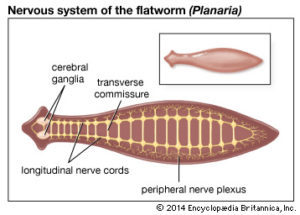 Nervous system of the flatworm (Planaria)
cerebral
ganglia
transverse
commissure
longitudinal nerve cords
peripheral nerve plexus
© 2014 Encyclopædia Britannica, Inc.